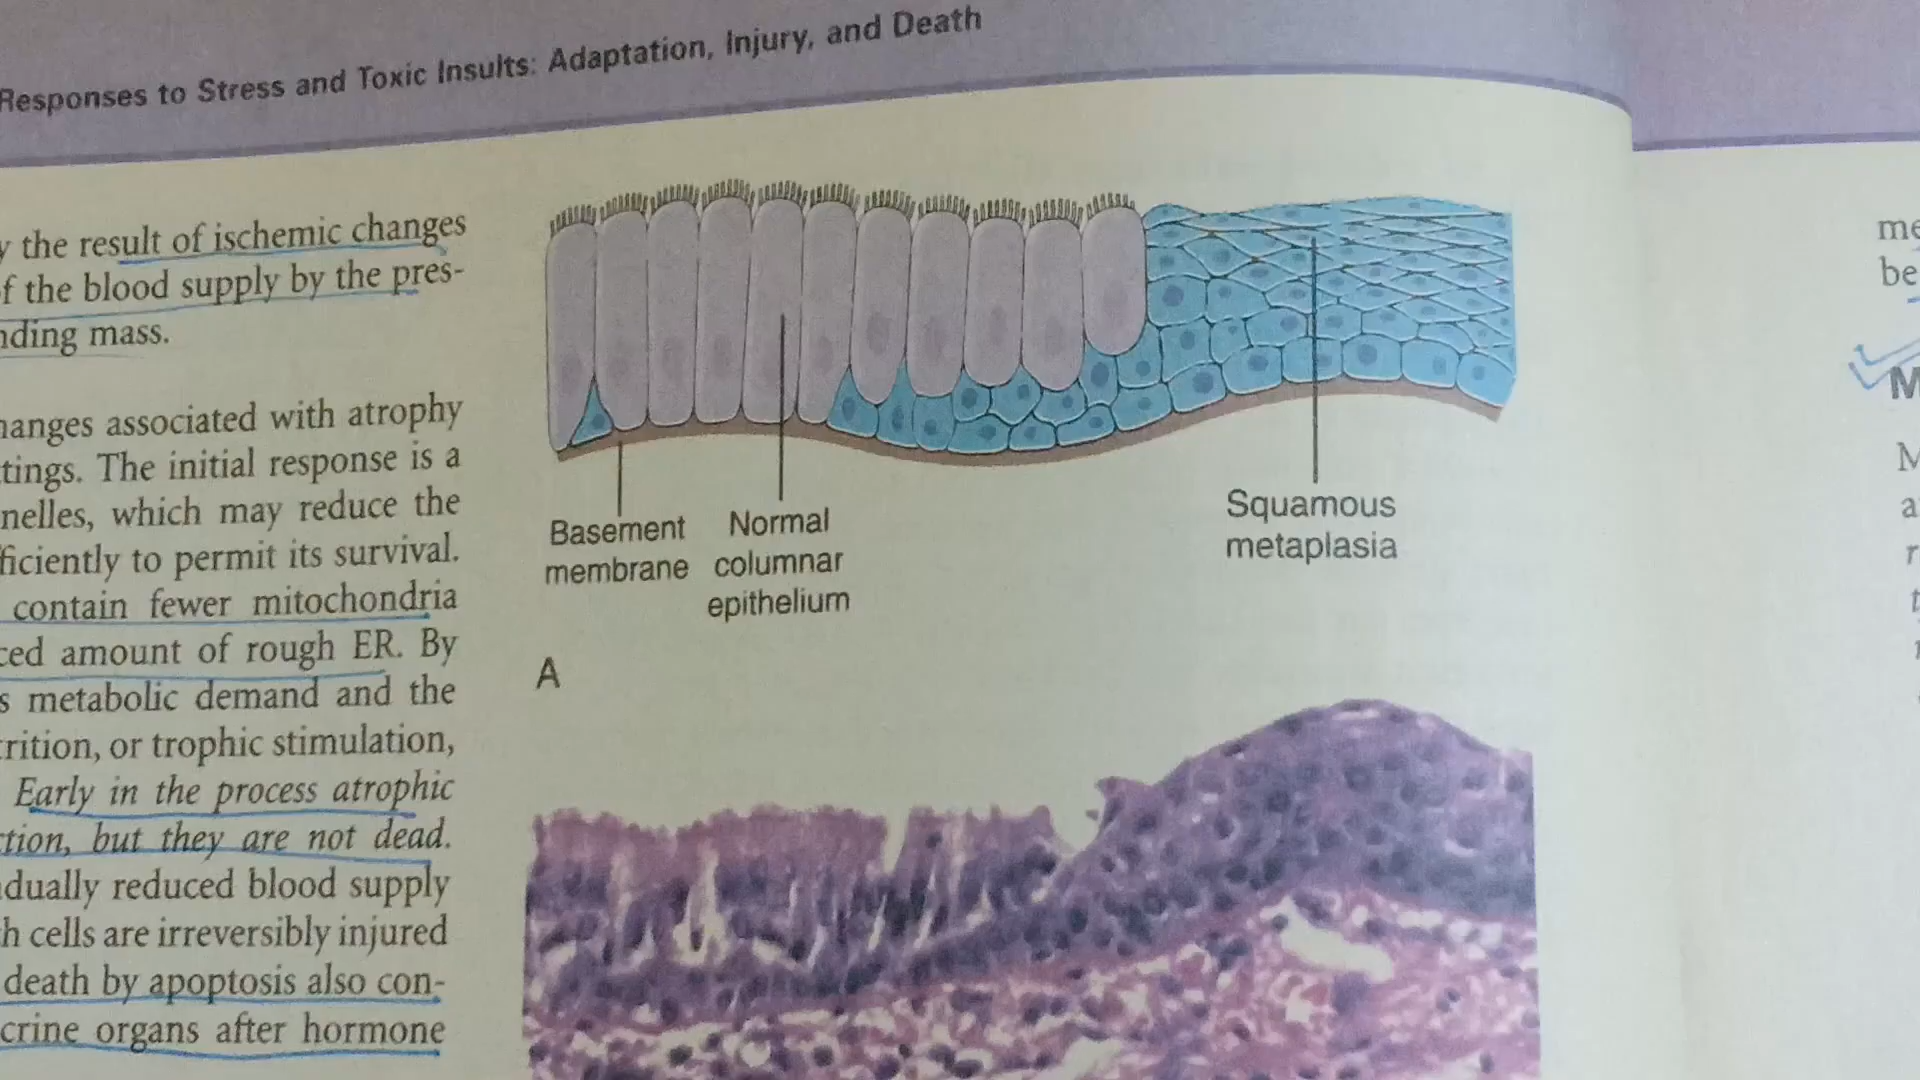 Responses to Stress and Toxic Insults: Adaptation, Injury, and Death
y the result of ischemic changes
f the blood supply by the pres-
nding mass.
hanges associated with atrophy
tings. The initial response is a
nelles, which may reduce the
ficiently to permit its survival.
contain fewer mitochondria
ced amount of rough ER. By
s metabolic demand and the
trition, or trophic stimulation,
Early in the process atrophic
ction, but they are not dead.
adually reduced blood supply
h cells are irreversibly injured
death by apoptosis also con-
crine organs after hormone
Basement
membrane
Normal
columnar
epithelium
Squamous
metaplasia
A
me
be
M
M
a
r
t